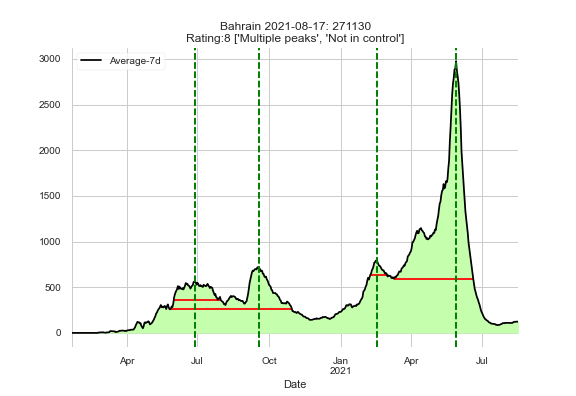 Bahrain 2021-08-17: 271130
Rating:8 ['Multiple peaks', 'Not in control']
Average-7d
3000
2500
2000
1500
1000
500
0
Apr Jul Oct Jan Apr Jul
2021
Date